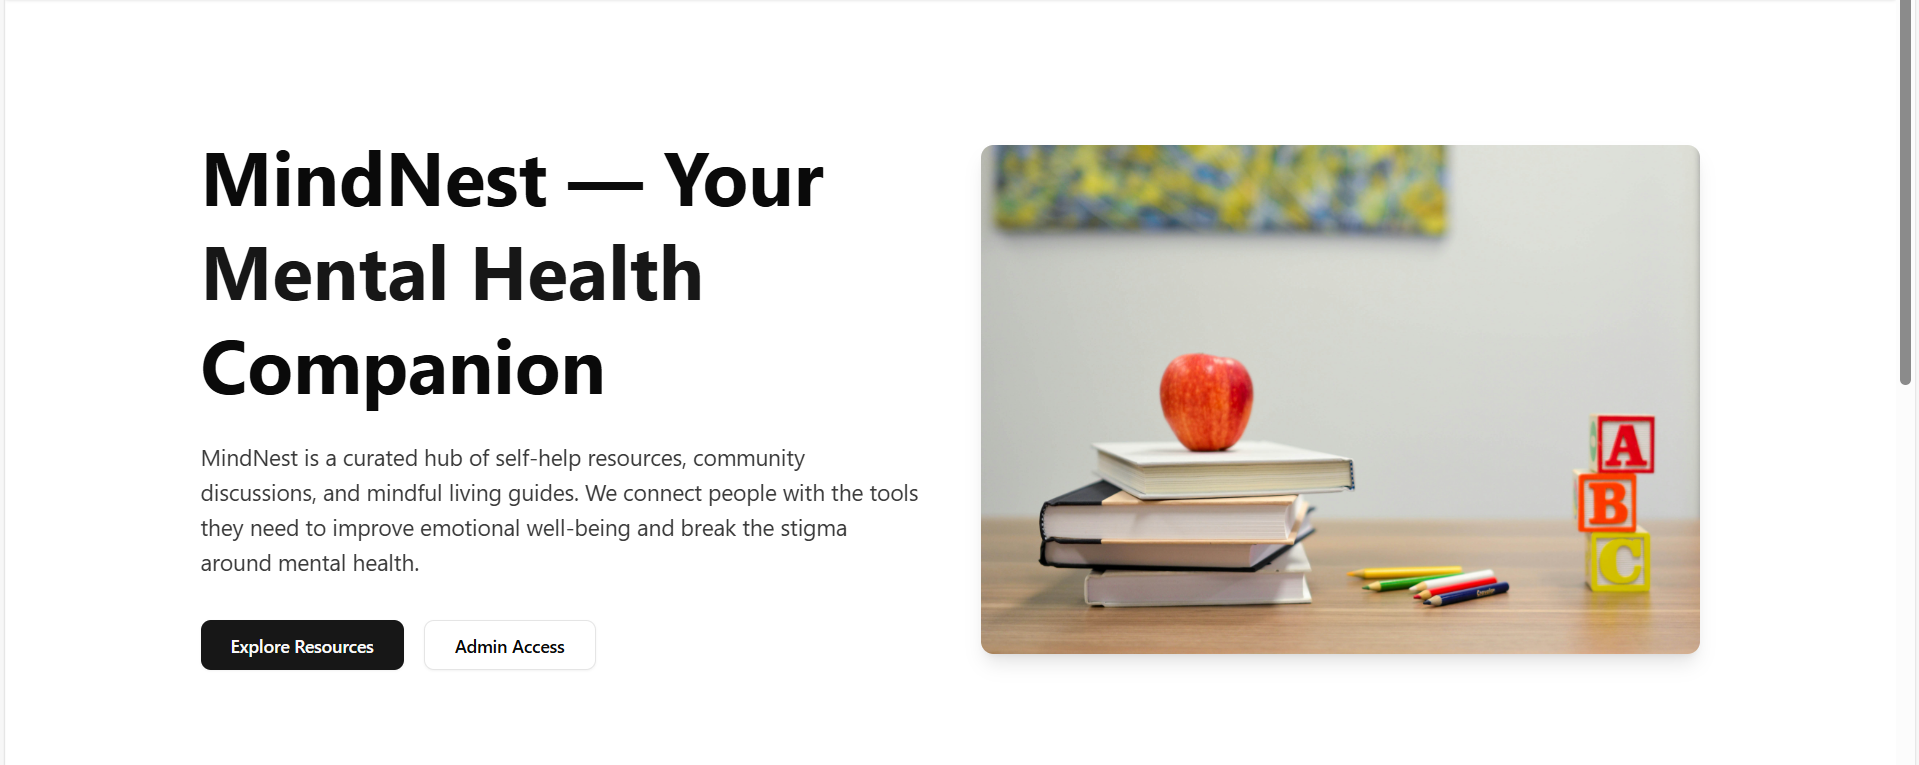 MindNest — Your
Mental Health
Companion
MindNest is a curated hub of self-help resources, community
discussions, and mindful living guides. We connect people with the tools
they need to improve emotional well-being and break the stigma
around mental health.
Explore Resources
Admin Access
A
B
C